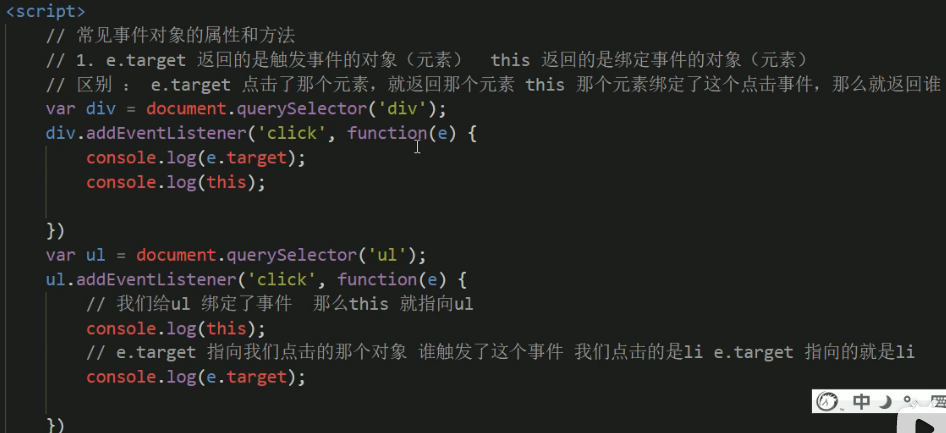 <script>
// 常见事件对象的属性和方法
// 1. e.target 返回的是触发事件的对象（元素） this 返回的是绑定事件的对象（元素）
// 区别 ： e.target 点击了那个元素，就返回那个元素 this 那个元素绑定了这个点击事件，那么就返回谁
var div = document.querySelector('div');
div.addEventListener('click', function(e) {
console.log(e.target);
console.log(this);
})
var ul = document.querySelector('ul');
ul.addEventListener('click', function(e) {
// 我们给ul 绑定了事件 那么this 就指向ul
console.log(this);
// e.target 指向我们点击的那个对象 谁触发了这个事件 我们点击的是li e.target 指向的就是li
console.log(e.target);
})
中